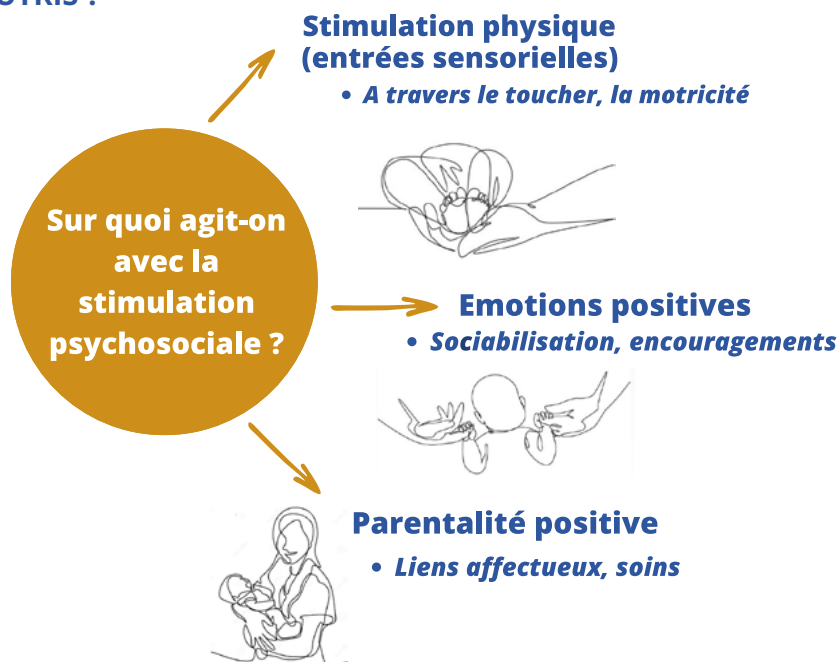 Stimulation physique
(entrées sensorielles)
• A travers le toucher, la motricité
Sur quoi agit-on
avec la
stimulation
psychosociale ?
Emotions positives
• Sociabilisation, encouragements
Parentalité positive
• Liens affectueux, soins